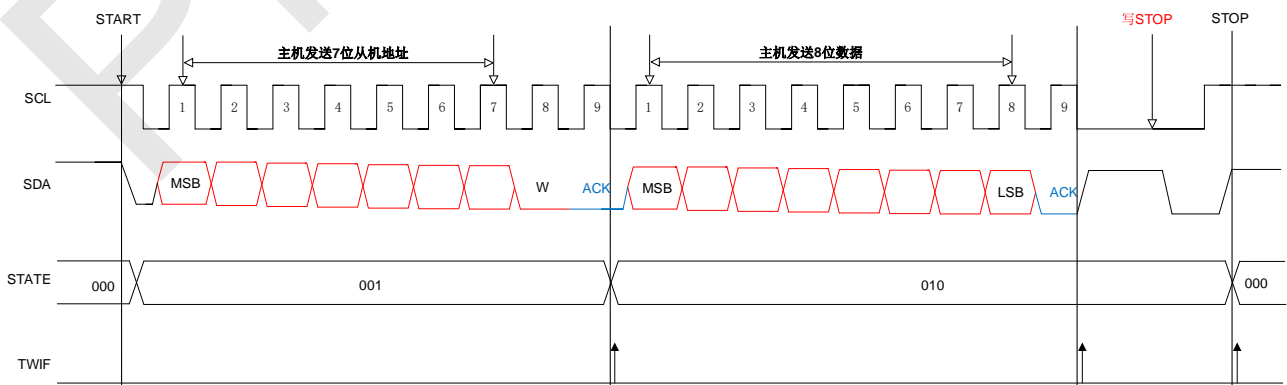 START 写STOP STOP
主机发送7位从机地址 主机发送8位数据
SCL 1 2 3 4 5 6 7 8 9 1 2 3 4 5 6 7 8 9
SDA MSB W ACK MSB LSB ACK
STATE 000 001 010 000
TWIF